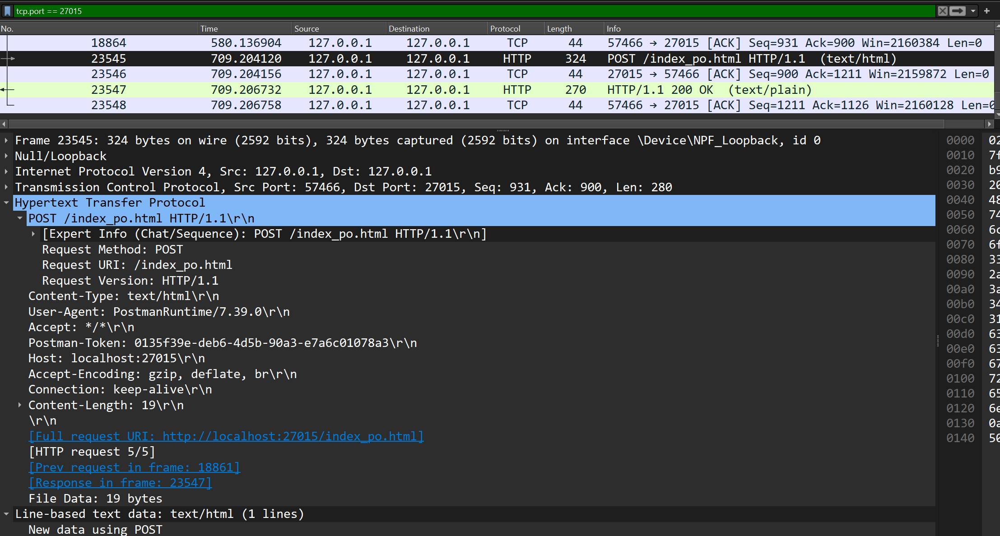 tcp.port == 27015
No. Time Source Destination Protocol Length Info
18864 580.136904 127.0.0.1 127.0.0.1 TCP 44 57466 → 27015 [ACK] Seq=931 Ack=900 Win=2160384 Len=0
23545 709.204120 127.0.0.1 127.0.0.1 HTTP 324 POST /index_po.html HTTP/1.1  (text/html)
23546 709.204156 127.0.0.1 127.0.0.1 TCP 44 27015 → 57466 [ACK] Seq=900 Ack=1211 Win=2159872 Len=0
23547 709.206732 127.0.0.1 127.0.0.1 HTTP 270 HTTP/1.1 200 OK  (text/plain)
23548 709.206758 127.0.0.1 127.0.0.1 TCP 44 57466 → 27015 [ACK] Seq=1211 Ack=1126 Win=2160128 Len=0
Frame 23545: 324 bytes on wire (2592 bits), 324 bytes captured (2592 bits) on interface \Device\NPF_Loopback, id 0
Null/Loopback
Internet Protocol Version 4, Src: 127.0.0.1, Dst: 127.0.0.1
Transmission Control Protocol, Src Port: 57466, Dst Port: 27015, Seq: 931, Ack: 900, Len: 280
Hypertext Transfer Protocol
POST /index_po.html HTTP/1.1\r\n
[Expert Info (Chat/Sequence): POST /index_po.html HTTP/1.1\r\n]
Request Method: POST
Request URI: /index_po.html
Request Version: HTTP/1.1
Content-Type: text/html\r\n
User-Agent: PostmanRuntime/7.39.0\r\n
Accept: */*\r\n
Postman-Token: 0135f39e-deb6-4d5b-90a3-e7a6c01078a3\r\n
Host: localhost:27015\r\n
Accept-Encoding: gzip, deflate, br\r\n
Connection: keep-alive\r\n
Content-Length: 19\r\n
\r\n
[Full request URI: http://localhost:27015/index_po.html]
[HTTP request 5/5]
[Prev request in frame: 18861]
[Response in frame: 23547]
File Data: 19 bytes
Line-based text data: text/html (1 lines)
New data using POST
0000 02
0010 7f
0020 b9
0030 20
0040 48
0050 74
0060 6c
0070 6f
0080 33
0090 2a
00a0 3a
00b0 34
00c0 31
00d0 63
00e0 63
00f0 67
0100 72
0110 65
0120 6e
0130 0a
0140 50